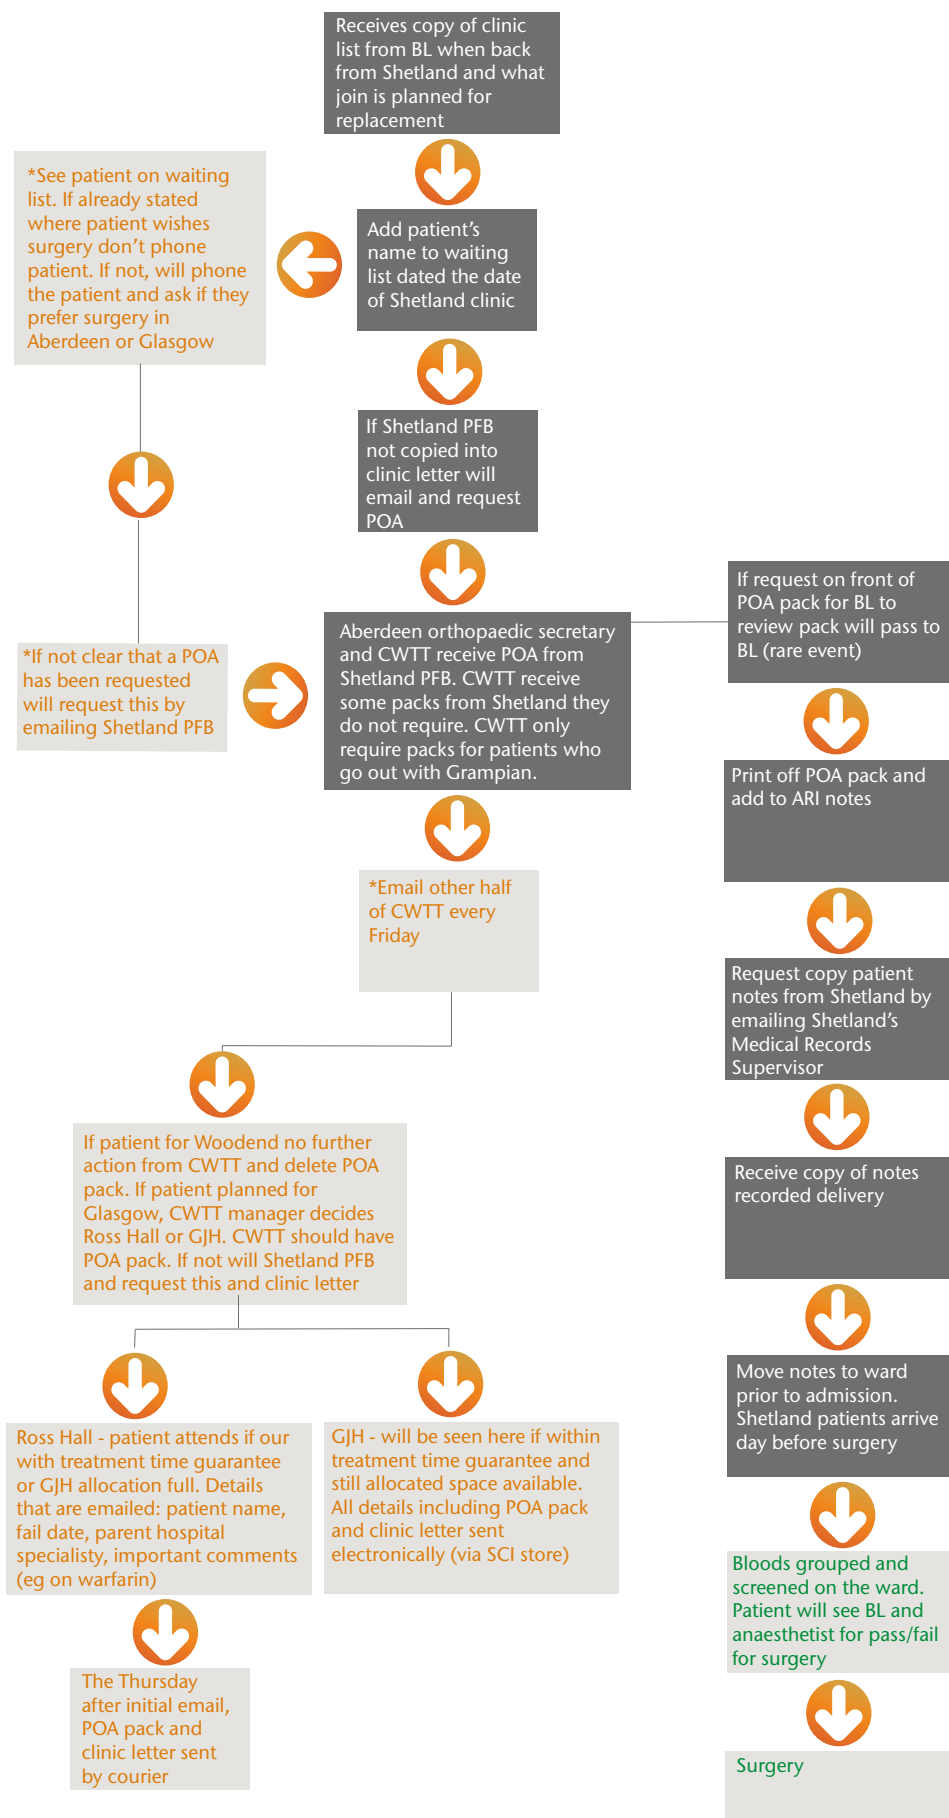 Receives copy of clinic
list from BL when back
from Shetland and what
join is planned for
replacement
*See patient on waiting
list. If already stated
where patient wishes
surgery don't phone
patient. If not, will phone
the patient and ask if they
prefer surgery in
Aberdeen or Glasgow
Add patient's
name to waiting
list dated the date
of Shetland clinic
If Shetland PFB
not copied into
clinic letter will
email and request
POA
*If not clear that a POA
has been requested
will request this by
emailing Shetland PFB
Aberdeen orthopaedic secretary
and CWTT receive POA from
Shetland PFB. CWTT receive
some packs from Shetland they
do not require. CWTT only
require packs for patients who
go out with Grampian.
If request on front of
POA pack for BL to
review pack will pass to
BL (rare event)
Print off POA pack and
add to ARI notes
*Email other half
of CWTT every
Friday
Request copy patient
notes from Shetland by
emailing Shetland's
Medical Records
Supervisor
If patient for Woodend no further
action from CWTT and delete POA
pack. If patient planned for
Glasgow, CWTT manager decides
Ross Hall or GJH. CWTT should have
POA pack. If not will Shetland PFB
and request this and clinic letter
Receive copy of notes
recorded delivery
Move notes to ward
prior to admission.
Shetland patients arrive
day before surgery
Ross Hall - patient attends if our
with treatment time guarantee
or GJH allocation full. Details
that are emailed: patient name,
fail date, parent hospital
specialisty, important comments
(eg on warfarin)
GJH - will be seen here if within
treatment time guarantee and
still allocated space available.
All details including POA pack
and clinic letter sent
electronically (via SCI store)
Bloods grouped and
screened on the ward.
Patient will see BL and
anaesthetist for pass/fail
for surgery
The Thursday
after initial email,
POA pack and
clinic letter sent
by courier
Surgery